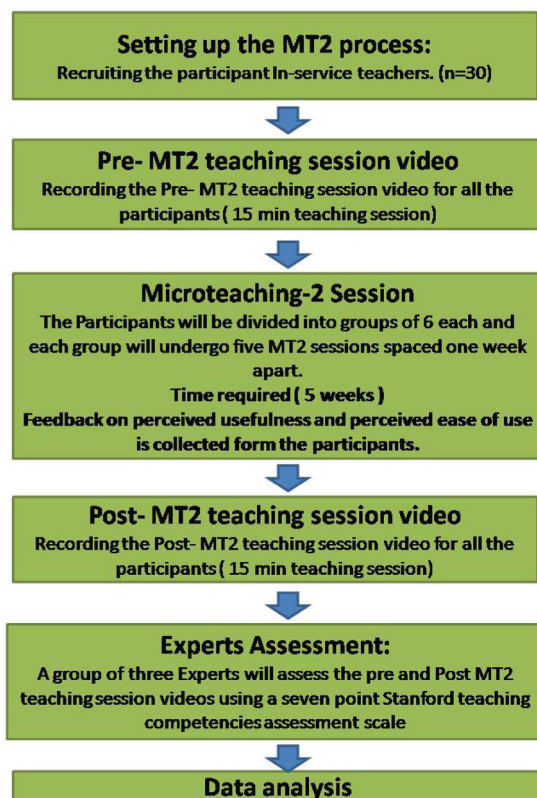 Setting up the MT2 process:
Recruiting the participant In-service teachers. (n=30)
Pre- MT2 teaching session video
Recording the Pre- MT2 teaching session video for all the
participants ( 15 min teaching session)
Microteaching-2 Session
The Participants will be divided into groups of 6 each and
each group will undergo five MT2 sessions spaced one week
apart.
Time required ( 5 weeks )
Feedback on perceived usefulness and perceived ease of use
is collected form the participants.
Post- MT2 teaching session video
Recording the Post- MT2 teaching session video for all the
participants ( 15 min teaching session)
Experts Assessment:
A group of three Experts will assess the pre and Post MT2
teaching session videos using a seven point Stanford teaching
competencies assessment scale
Data analysis